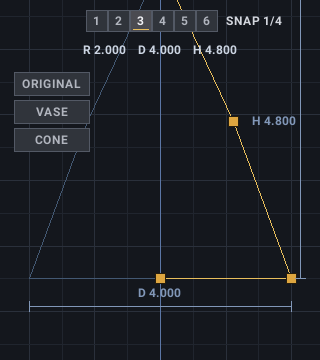 1 2 3 4 5 6 SNAP 1/4
R 2.000 D 4.000 H 4.800
ORIGINAL
VASE
H 4.800
CONE
D 4.000